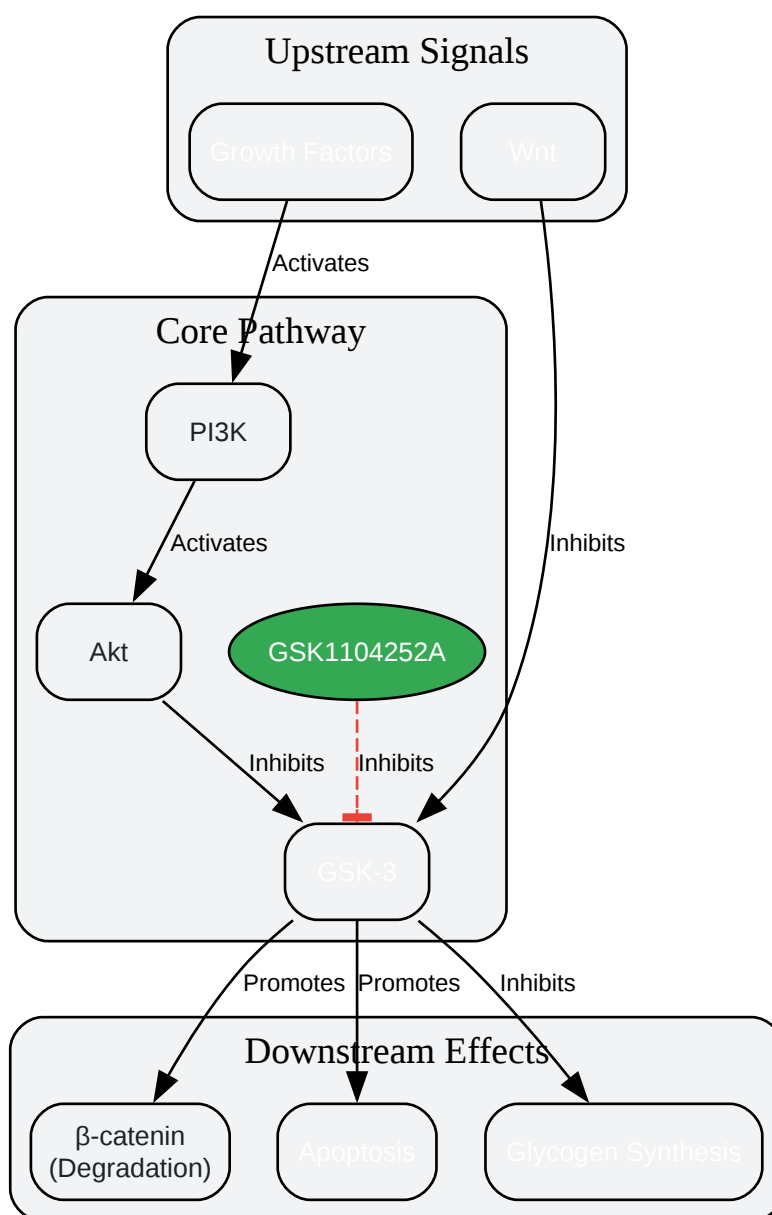 Upstream Signals
Growth Factors
Wnt
Activates
Core Pathway
PI3K
Activates
Inhibits
Akt
GSK1104252A
Inhibits
Inhibits
GSK-3
Promotes
Promotes
Inhibits
Downstream Effects
β-catenin
(Degradation)
Apoptosis
Glycogen Synthesis